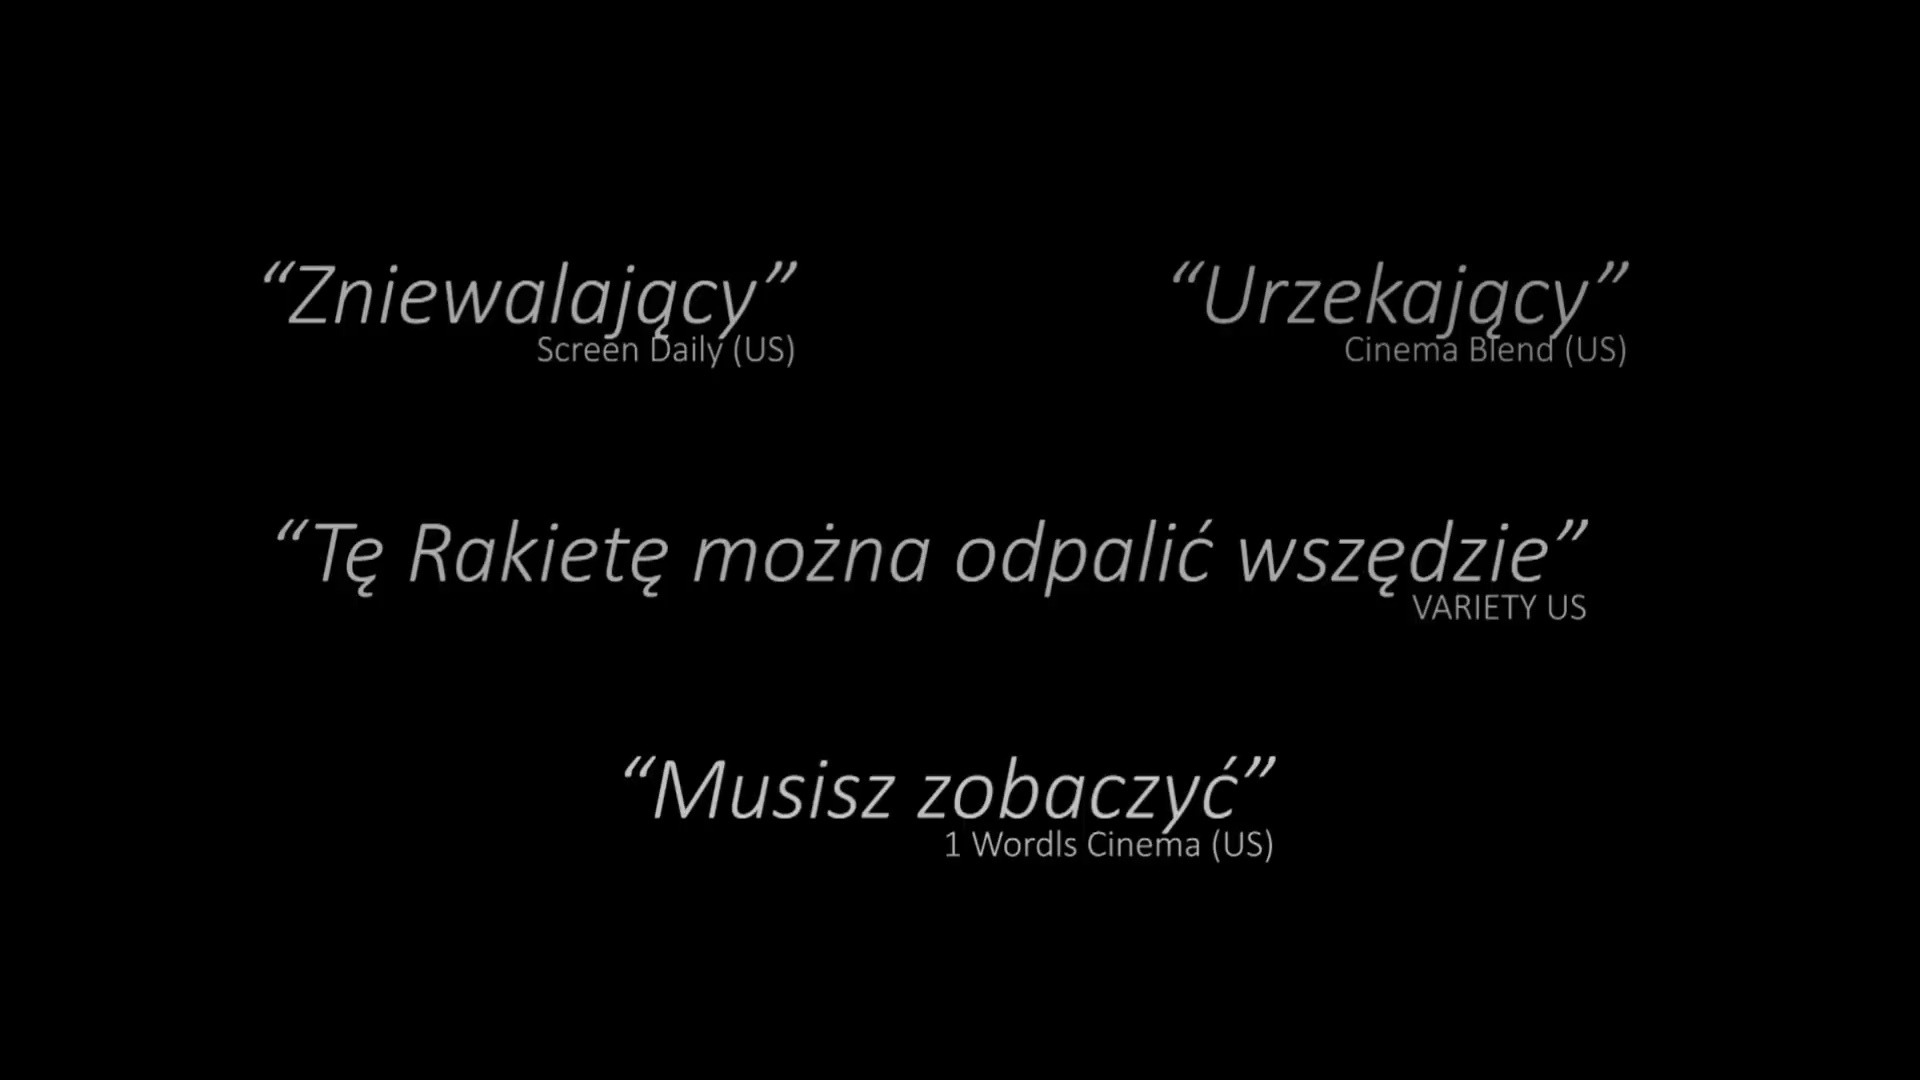 “Zniewalający”
Screen Daily (US)
“Urzekający”
Cinema Blend (US)
“Tę Rakietę można odpalić wszędzie”
VARIETY US
“Musisz zobaczyć”
1 Wordls Cinema (US)